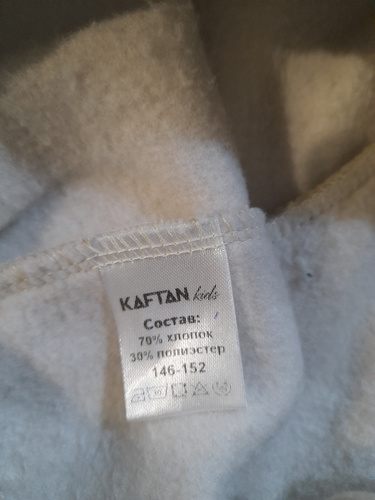 KAFTAN kids
Состав:
70% хлопок
30% полиэстер
146-152